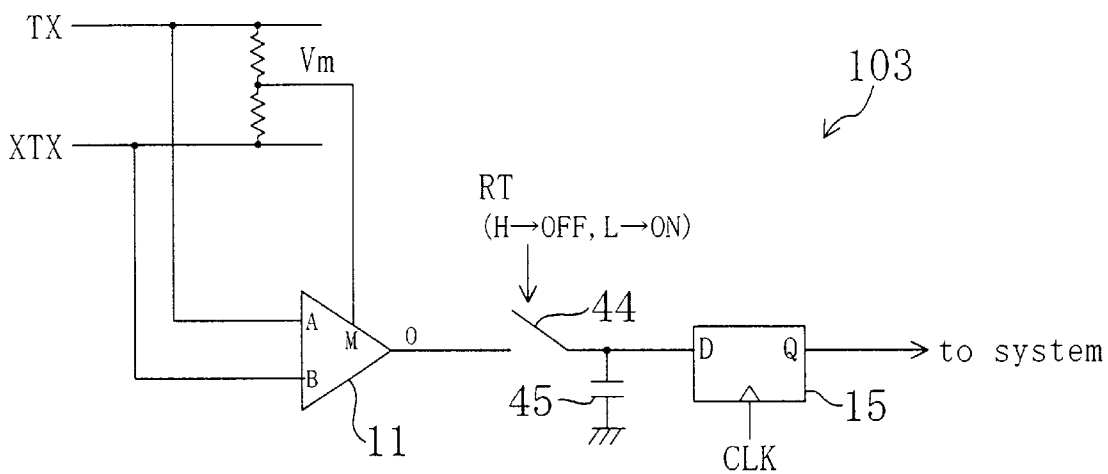 TX
Vm
103
XTX
RT
(H→OFF, L→ON)
44
A
M
O
B
D
Q
to system
45
15
11
CLK